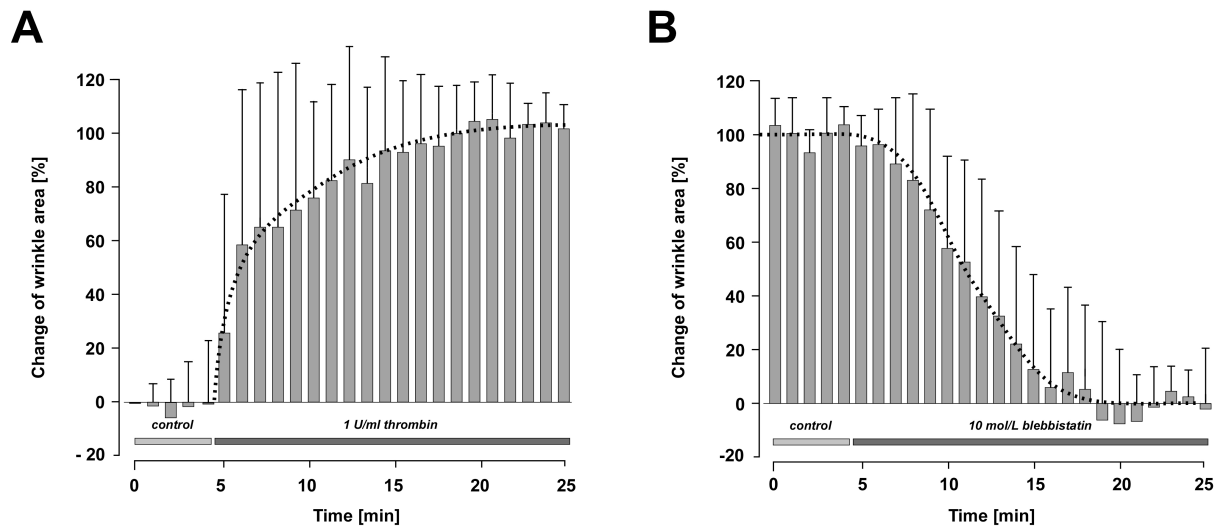 A
Change of wrinkle area [%]
120
100
80
60
40
20
0
- 20
control
1 U/ml thrombin
0 5 10 15 20 25
Time [min]
B
Change of wrinkle area [%]
120
100
80
60
40
20
0
-20
control
10 mol/L blebbistatin
0 5 10 15 20 25
Time [min]